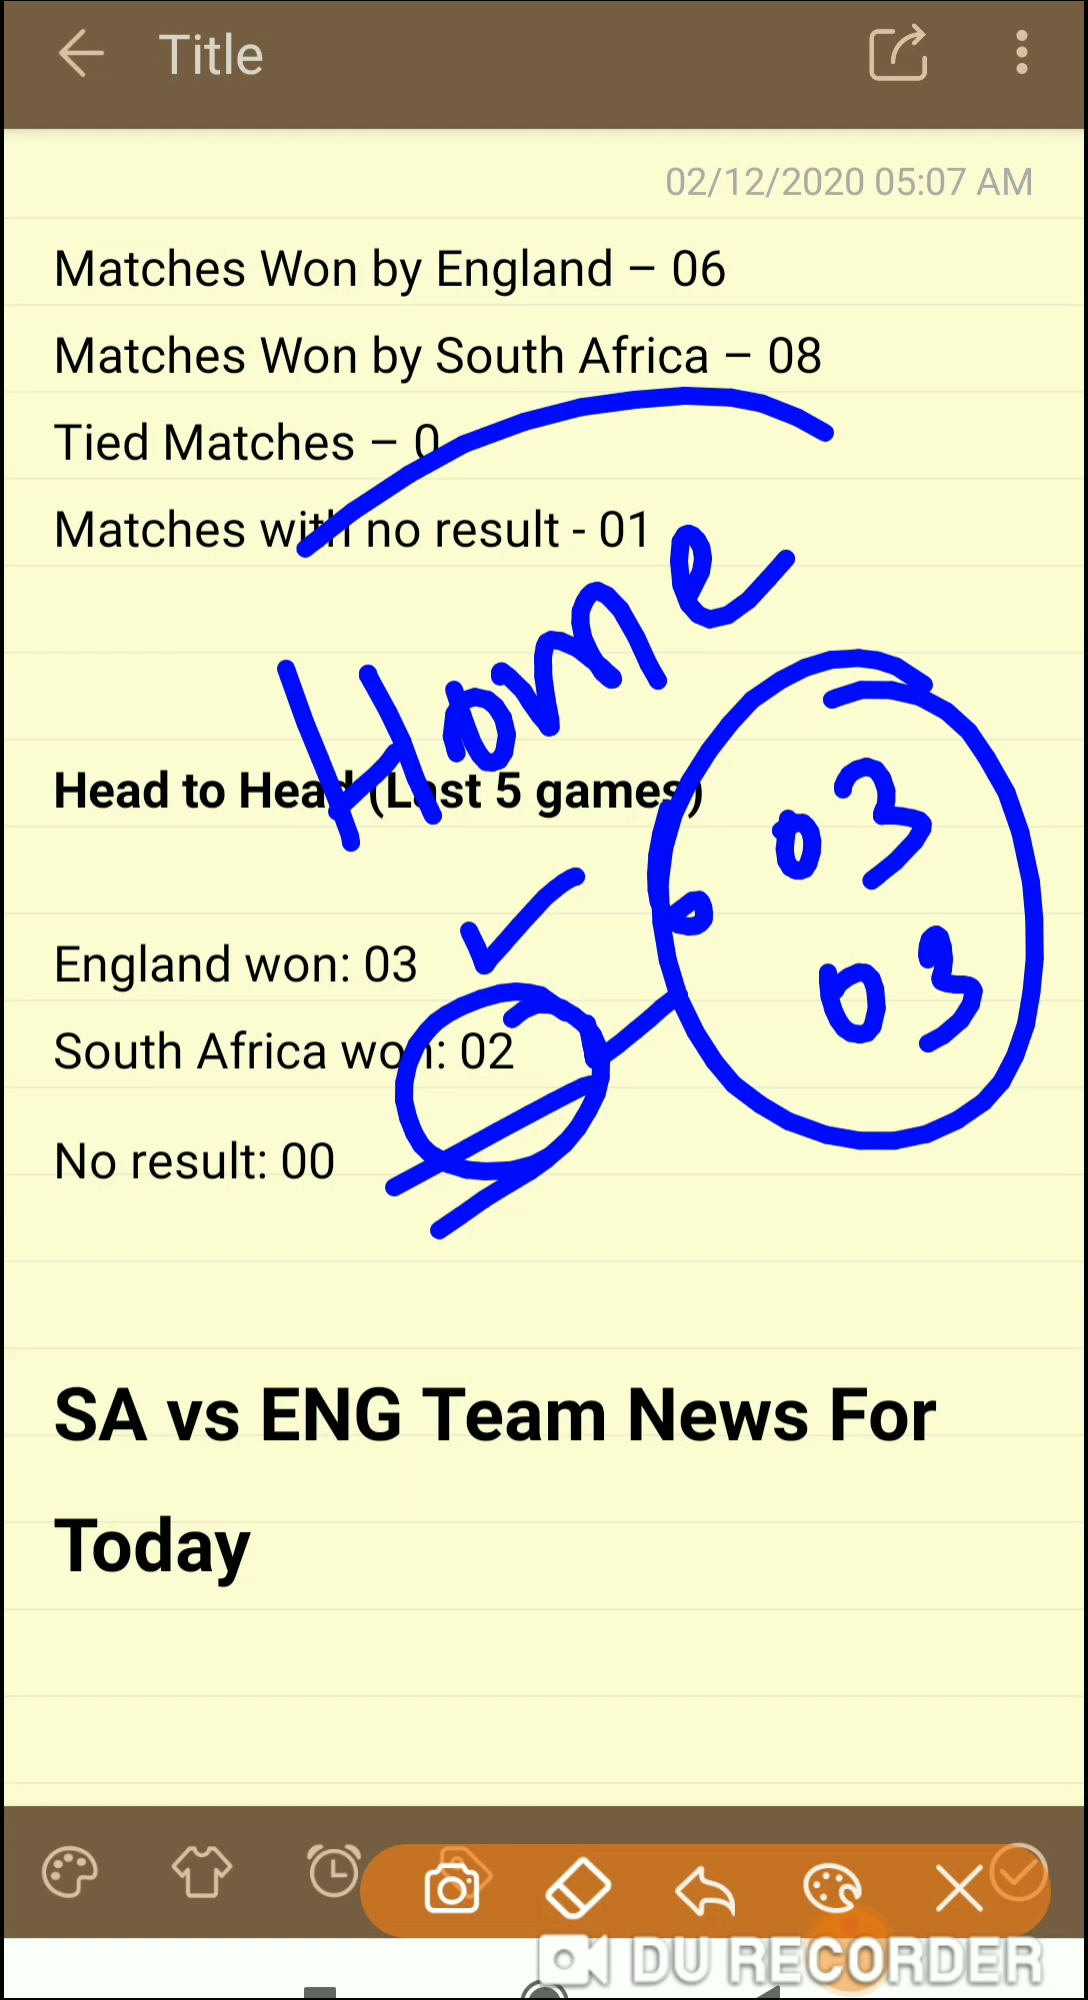 Title
02/12/2020 05:07 AM
Matches Won by England – 06
Matches Won by South Africa – 08
Tied Matches – 0
Matches with no result - 01
Home
Head to Head (Last 5 games)
03
England won: 03
03
South Africa won: 02
No result: 00
SA vs ENG Team News For
Today
DU RECORDER